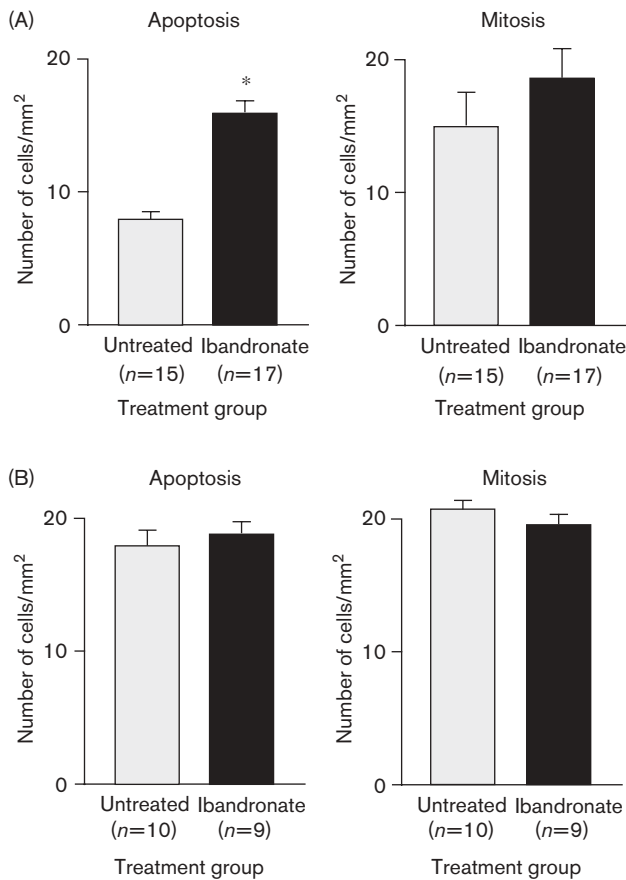 (A)
Apoptosis
Number of cells/mm²
20
10
0
*
Untreated Ibandronate
(n=15) (n=17)
Treatment group
Mitosis
Number of cells/mm²
20
10
0
Untreated Ibandronate
(n=15) (n=17)
Treatment group
(B)
Apoptosis
Number of cells/mm²
20
10
0
Untreated Ibandronate
(n=10) (n=9)
Treatment group
Mitosis
Number of cells/mm²
20
10
0
Untreated Ibandronate
(n=10) (n=9)
Treatment group